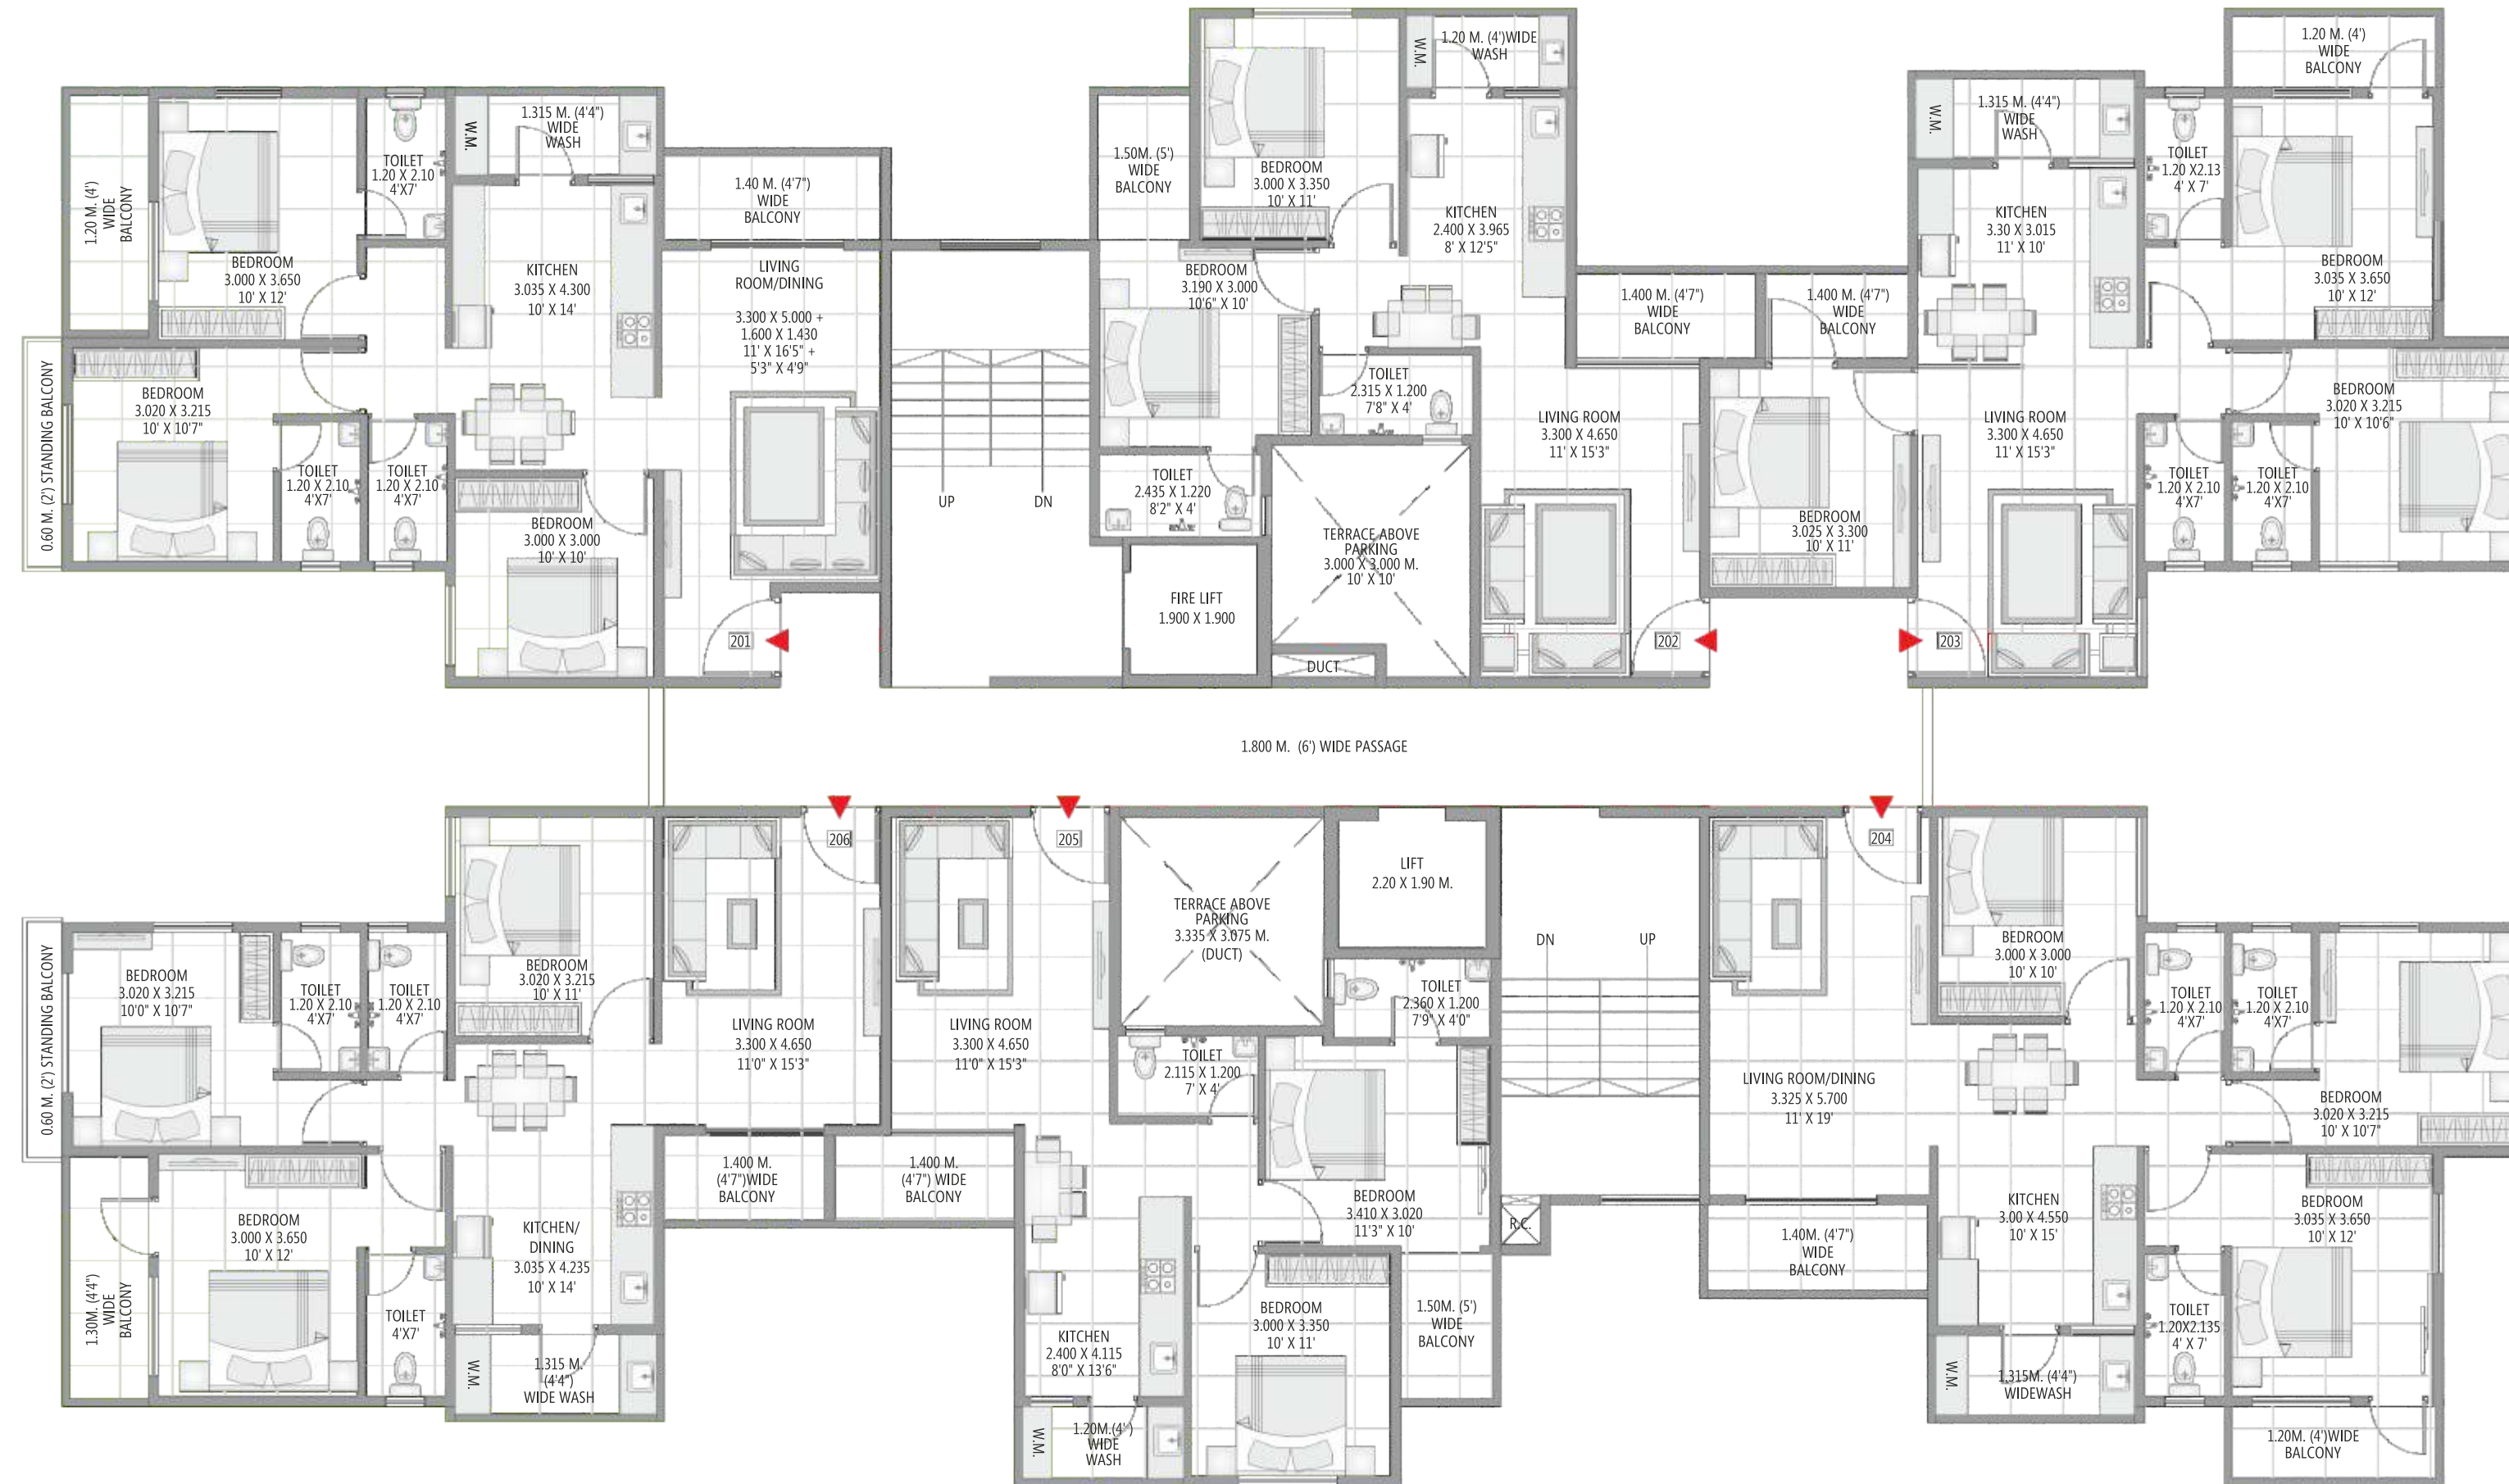 1.20 M. (4')
WIDE
BALCONY
BEDROOM
3.000 X 3.650
10' X 12'
TOILET
1.20 X 2.10
4'X7'
W.M.
1.315 M. (4'4")
WIDE
WASH
KITCHEN
3.035 X 4.300
10' X 14'
1.40 M. (4'7")
WIDE
BALCONY
LIVING
ROOM/DINING
3.300 X 5.000 +
1.600 X 1.430
11' X 16'5" +
5'3" X 4'9"
0.60 M. (2') STANDING BALCONY
BEDROOM
3.020 X 3.215
10' X 10'7"
TOILET
1.20 X 2.10
4'X7'
TOILET
1.20 X 2.10
4'X7'
BEDROOM
3.000 X 3.000
10' X 10'
201
UP
DN
1.50M. (5')
WIDE
BALCONY
BEDROOM
3.000 X 3.350
10' X 11'
W.M.
1.20 M. (4')WIDE
WASH
KITCHEN
2.400 X 3.965
8' X 12'5"
BEDROOM
3.190 X 3.000
10'6" X 10'
TOILET
2.315 X 1.200
7'8" X 4'
TOILET
2.435 X 1.220
8'2" X 4'
FIRE LIFT
1.900 X 1.900
TERRACE ABOVE
PARKING
3.000 X 3.000 M.
10' X 10'
DUCT
1.400 M. (4'7")
WIDE
BALCONY
LIVING ROOM
3.300 X 4.650
11' X 15'3"
202
1.400 M. (4'7")
WIDE
BALCONY
BEDROOM
3.025 X 3.300
10' X 11'
W.M.
1.315 M. (4'4")
WIDE
WASH
KITCHEN
3.30 X 3.015
11' X 10'
LIVING ROOM
3.300 X 4.650
11' X 15'3"
203
TOILET
1.20 X2.13
4' X 7'
1.20 M. (4')
WIDE
BALCONY
BEDROOM
3.035 X 3.650
10' X 12'
BEDROOM
3.020 X 3.215
10' X 10'6"
TOILET
1.20 X 2.10
4'X7'
TOILET
1.20 X 2.10
4'X7'
1.800 M. (6') WIDE PASSAGE
0.60 M. (2') STANDING BALCONY
BEDROOM
3.020 X 3.215
10'0" X 10'7"
TOILET
1.20 X 2.10
4'X7'
TOILET
1.20 X 2.10
4'X7'
BEDROOM
3.020 X 3.215
10' X 11'
206
LIVING ROOM
3.300 X 4.650
11'0" X 15'3"
1.400 M.
(4'7")WIDE
BALCONY
1.30M. (4'4")
WIDE
BALCONY
BEDROOM
3.000 X 3.650
10' X 12'
TOILET
4'X7'
KITCHEN/
DINING
3.035 X 4.235
10' X 14'
W.M.
1.315 M.
(4'4")
WIDE WASH
205
LIVING ROOM
3.300 X 4.650
11'0" X 15'3"
1.400 M.
(4'7") WIDE
BALCONY
TERRACE ABOVE
PARKING
3.335 X 3.075 M.
(DUCT)
LIFT
2.20 X 1.90 M.
TOILET
2.360 X 1.200
7'9" X 4'0"
TOILET
2.115 X 1.200
7' X 4'
BEDROOM
3.410 X 3.020
11'3" X 10'
BEDROOM
3.000 X 3.350
10' X 11'
1.50M. (5')
WIDE
BALCONY
KITCHEN
2.400 X 4.115
8'0" X 13'6"
W.M.
1.20M.(4')
WIDE
WASH
R.C.
DN
UP
204
LIVING ROOM/DINING
3.325 X 5.700
11' X 19'
1.40M. (4'7")
WIDE
BALCONY
BEDROOM
3.000 X 3.000
10' X 10'
TOILET
1.20 X 2.10
4'X7'
TOILET
1.20 X 2.10
4'X7'
BEDROOM
3.020 X 3.215
10' X 10'7"
KITCHEN
3.00 X 4.550
10' X 15'
BEDROOM
3.035 X 3.650
10' X 12'
TOILET
1.20X2.135
4' X 7'
W.M.
1.315M. (4'4")
WIDEWASH
1.20M. (4')WIDE
BALCONY